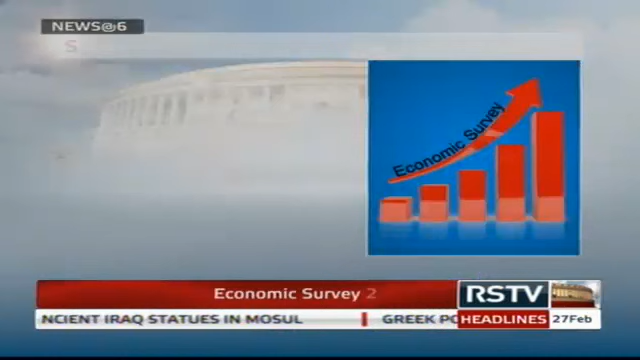 NEWS@6
S
Economic Survey
Economic Survey 2
RSTV
NCIENT IRAQ STATUES IN MOSUL
GREEK PO
HEADLINES
27Feb